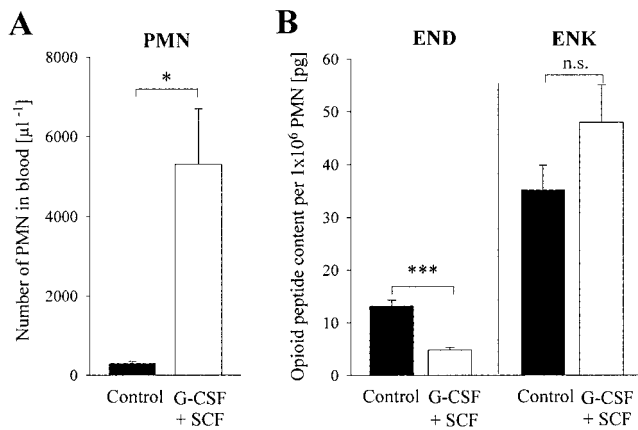 A
PMN
Number of PMN in blood [µl⁻¹]
8000
6000
4000
2000
0
*
Control
G-CSF
+ SCF
B
END
ENK
Opioid peptide content per 1x10⁶ PMN [pg]
60
50
40
30
20
10
0
***
n.s.
Control
G-CSF
+ SCF
Control
G-CSF
+ SCF